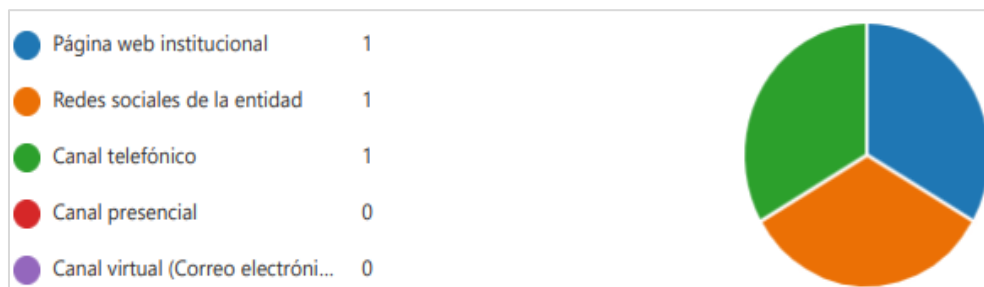 Página web institucional 1
Redes sociales de la entidad 1
Canal telefónico 1
Canal presencial 0
Canal virtual (Correo electróni... 0